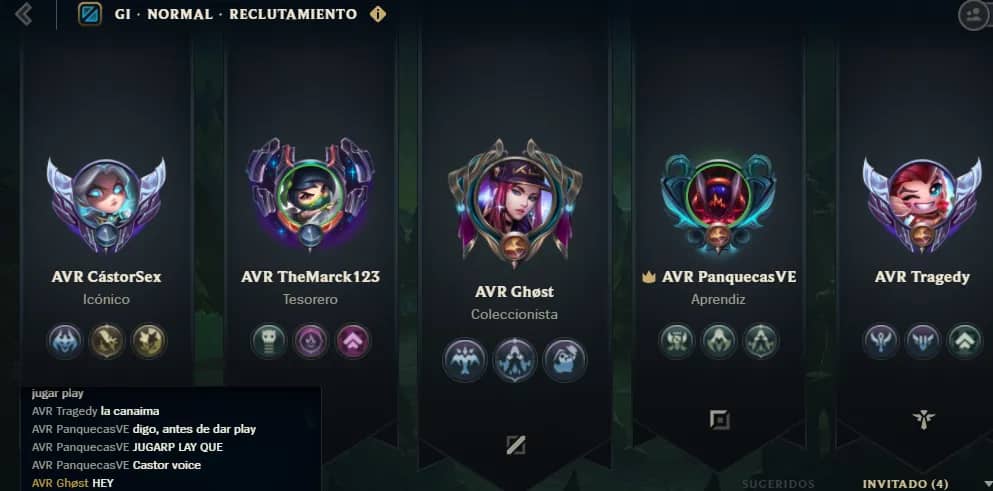 GI · NORMAL · RECLUTAMIENTO
AVR CástorSex
Icónico
AVR TheMarck123
Tesorero
AVR Ghøst
Coleccionista
AVR PanquecasVE
Aprendiz
AVR Tragedy
jugar play
AVR Tragedy la canaima
AVR PanquecasVE digo, antes de dar play
AVR PanquecasVE JUGARP LAY QUE
AVR PanquecasVE Castor voice
AVR Ghøst HEY
SUGERIDOS
INVITADO (4)